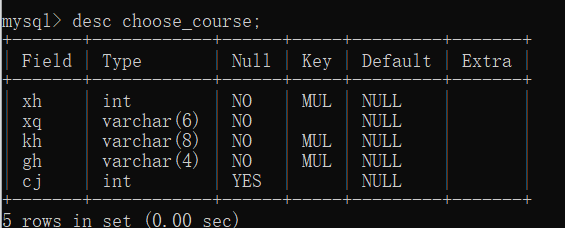 mysql> desc choose_course;
+-------+------------+------+-----+---------+-------+
| Field | Type       | Null | Key | Default | Extra |
+-------+------------+------+-----+---------+-------+
| xh    | int        | NO   | MUL | NULL    |       |
| xq    | varchar(6) | NO   |     | NULL    |       |
| kh    | varchar(8) | NO   | MUL | NULL    |       |
| gh    | varchar(4) | NO   | MUL | NULL    |       |
| cj    | int        | YES  |     | NULL    |       |
+-------+------------+------+-----+---------+-------+
5 rows in set (0.00 sec)